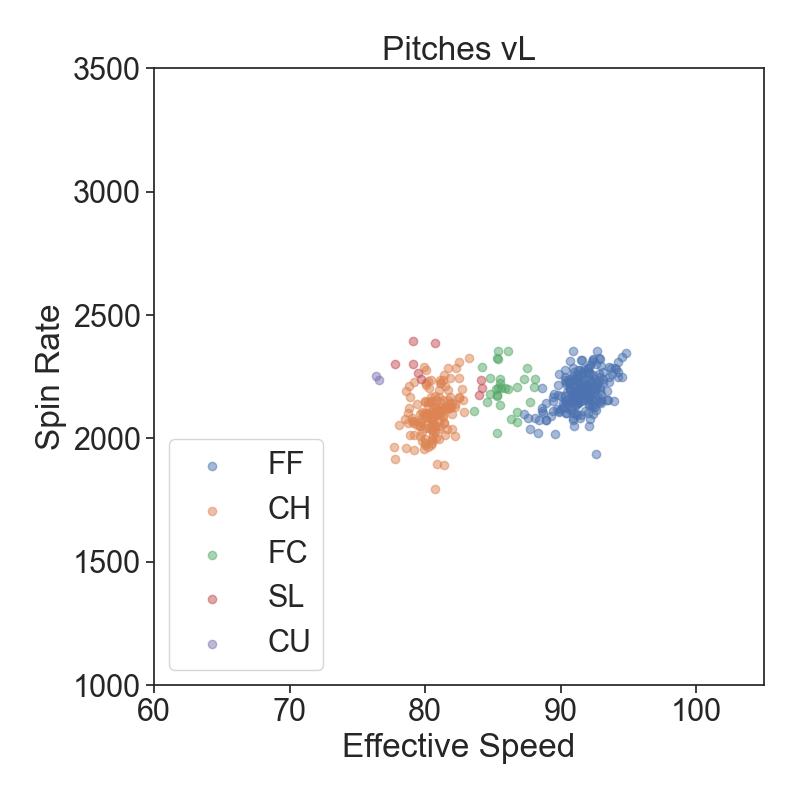 Pitches vL
3500
3000
2500
2000
1500
1000
Spin Rate
FF
CH
FC
SL
CU
60 70 80 90 100
Effective Speed